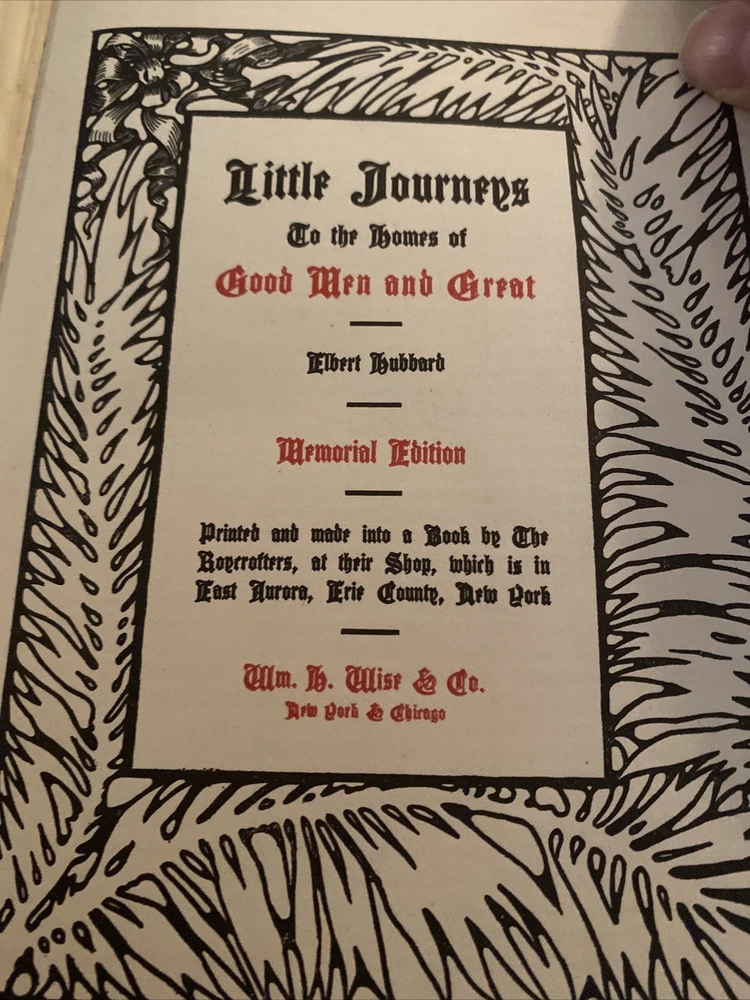 Little Journeys
To the Homes of
Good Men and Great
Elbert Hubbard
Memorial Edition
Printed and made into a Book by The
Roycrofters, at their Shop, which is in
East Aurora, Erie County, New York
Wm. H. Wise & Co.
New York & Chicago